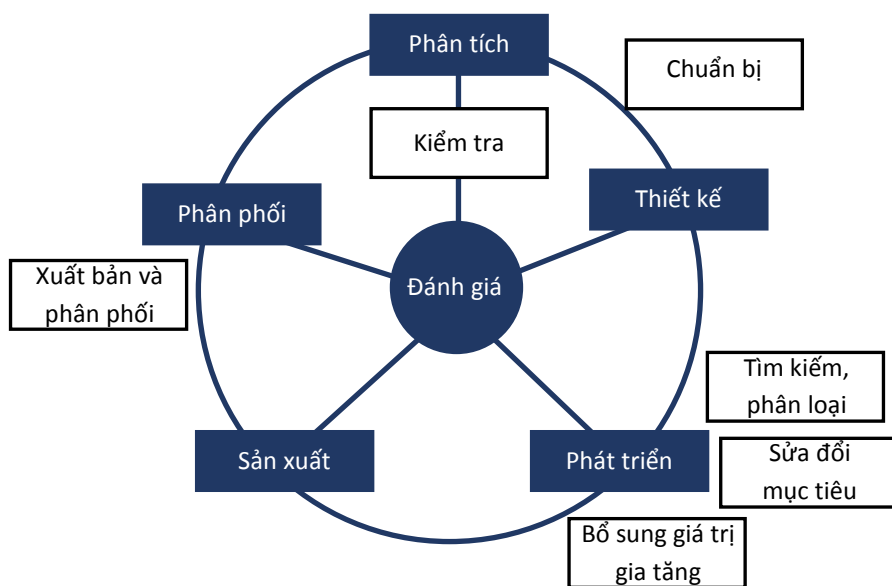 Phân tích
Chuẩn bị
Kiểm tra
Phân phối
Thiết kế
Xuất bản và
phân phối
Đánh giá
Tìm kiếm,
phân loại
Sản xuất
Phát triển
Sửa đổi
mục tiêu
Bổ sung giá trị
gia tăng